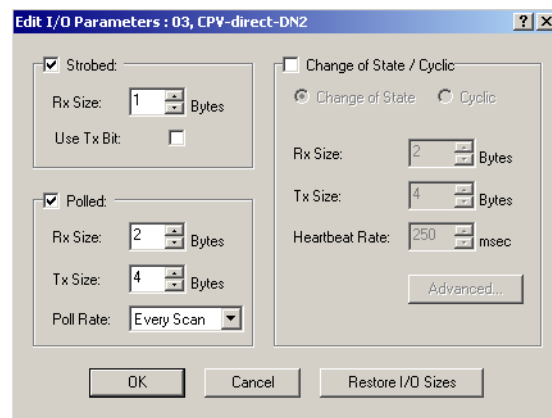 Edit I/O Parameters : 03, CPV-direct-DN2
Strobed:
Rx Size: 1 Bytes
Use Tx Bit:
Polled:
Rx Size: 2 Bytes
Tx Size: 4 Bytes
Poll Rate: Every Scan
Change of State / Cyclic
Change of State Cyclic
Rx Size: 2 Bytes
Tx Size: 4 Bytes
Heartbeat Rate: 250 msec
Advanced...
OK Cancel Restore I/O Sizes